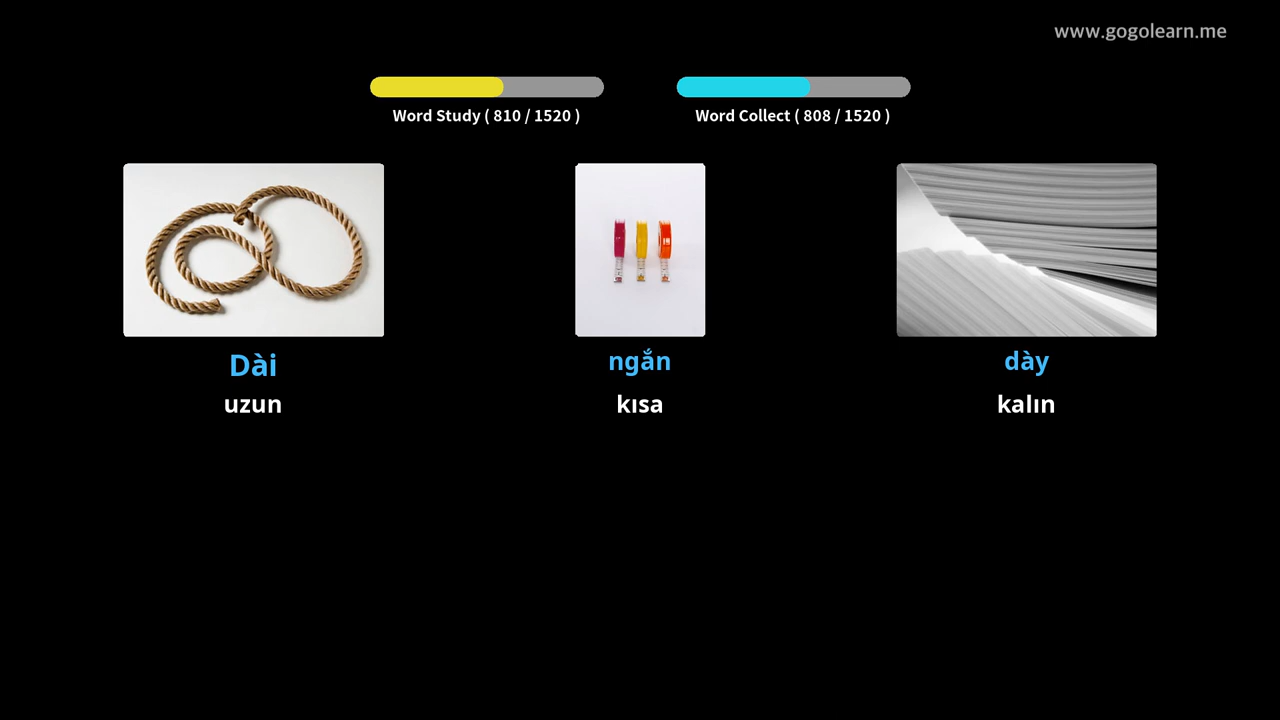 www.gogolearn.me
Word Study ( 810 / 1520 )
Word Collect ( 808 / 1520 )
Dài
uzun
ngắn
kısa
dày
kalın